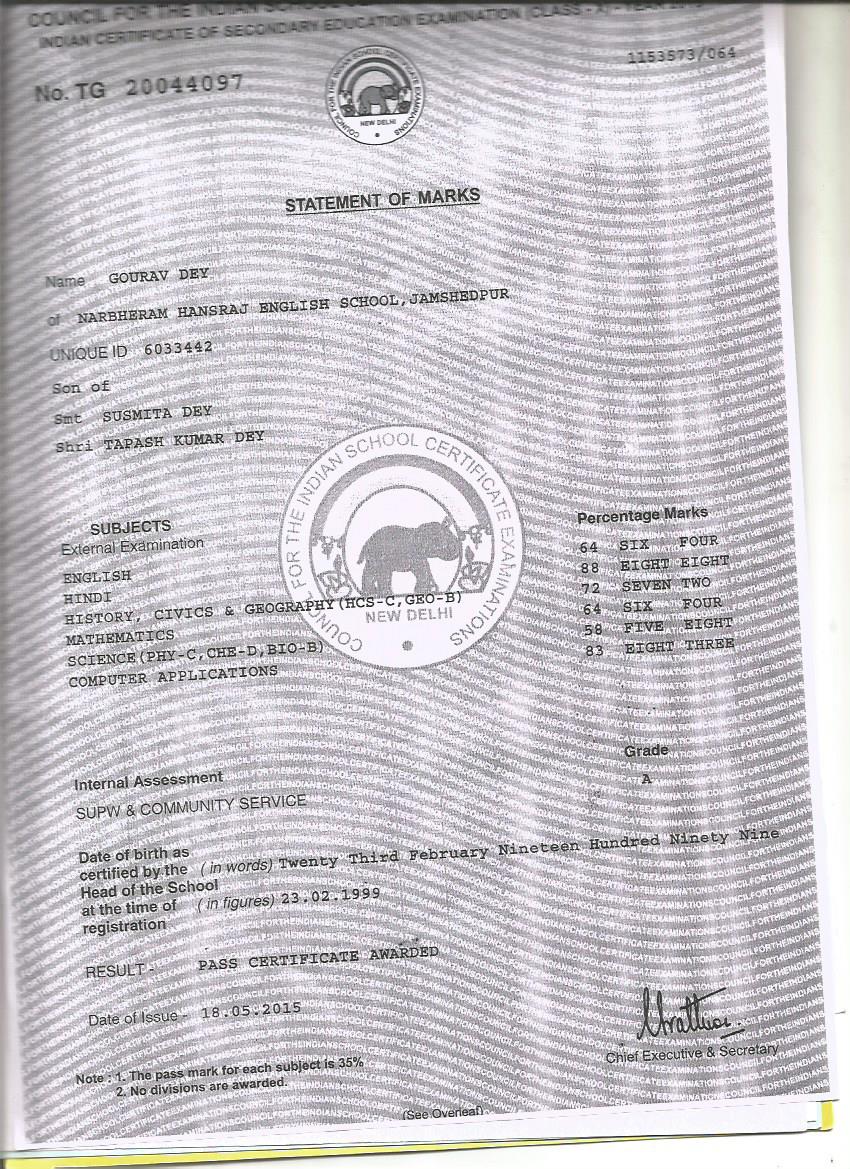 COUNCIL FOR THE INDIAN SCHOOL
INDIAN CERTIFICATE OF SECONDARY EDUCATION EXAMINATION (CLASS - X) - YEAR
No. TG 20044097
1153573/064
COUNCIL FOR THE INDIAN SCHOOL CERTIFICATE EXAMINATIONS
NEW DELHI
STATEMENT OF MARKS
Name GOURAV DEY
of NARBHERAM HANSRAJ ENGLISH SCHOOL,JAMSHEDPUR
UNIQUE ID 6033442
Son of
Smt SUSMITA DEY
Shri TAPASH KUMAR DEY
COUNCIL FOR THE INDIAN SCHOOL CERTIFICATE EXAMINATIONS
NEW DELHI
SUBJECTS
Percentage Marks
External Examination
ENGLISH 64 SIX FOUR
HINDI 88 EIGHT EIGHT
HISTORY, CIVICS & GEOGRAPHY(HCS-C,GEO-B) 72 SEVEN TWO
MATHEMATICS 64 SIX FOUR
SCIENCE(PHY-C,CHE-D,BIO-B) 58 FIVE EIGHT
COMPUTER APPLICATIONS 83 EIGHT THREE
Grade
Internal Assessment
SUPW & COMMUNITY SERVICE A
Date of birth as
certified by the (in words) Twenty Third February Nineteen Hundred Ninety Nine
Head of the School
at the time of (in figures) 23.02.1999
registration
RESULT - PASS CERTIFICATE AWARDED
Date of Issue - 18.05.2015
Chief Executive & Secretary
Note : 1. The pass mark for each subject is 35%
2. No divisions are awarded.
(See Overleaf)